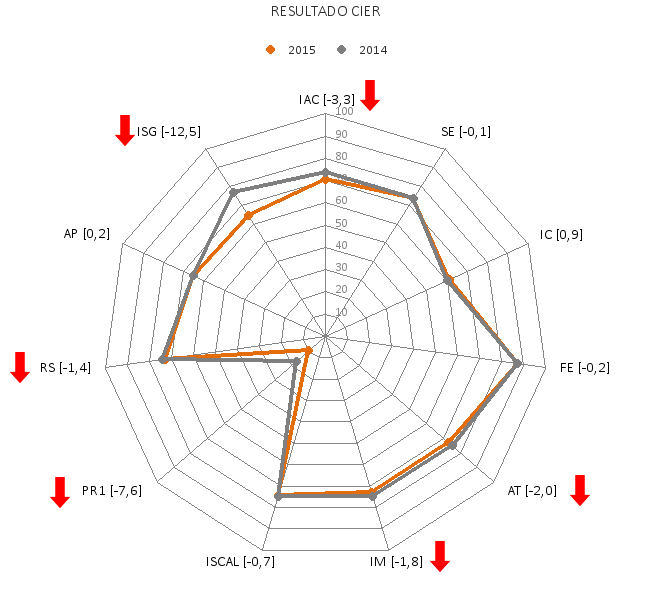 RESULTADO CIER
2015 2014
IAC [-3,3]
ISG [-12,5]
SE [-0,1]
AP [0,2]
IC [0,9]
RS [-1,4]
FE [-0,2]
PR1 [-7,6]
AT [-2,0]
ISCAL [-0,7]
IM [-1,8]
100
90
80
60
50
40
30
20
10